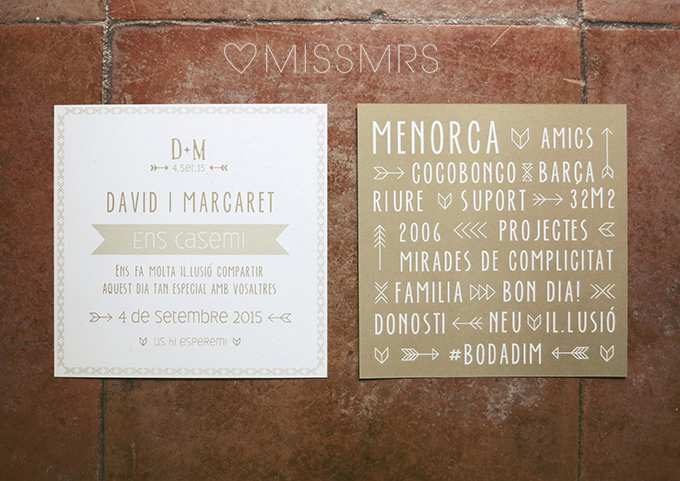 ♡MISSMRS
D+M
4.set.15
DAVID I MARGARET
ENS CASEM!
ENS FA MOLTA IL.LUSIÓ COMPARTIR
AQUEST DIA TAN ESPECIAL AMB VOSALTRES
4 de SETEMBRE 2015
US HI ESPEREM!
MENORCA AMICS
COCOBONGO BARÇA
RIURE SUPORT 32M2
2006 PROJECTES
MIRADES DE COMPLICITAT
FAMILIA BON DIA!
DONOSTI NEU IL.LUSIÓ
#BODADIM